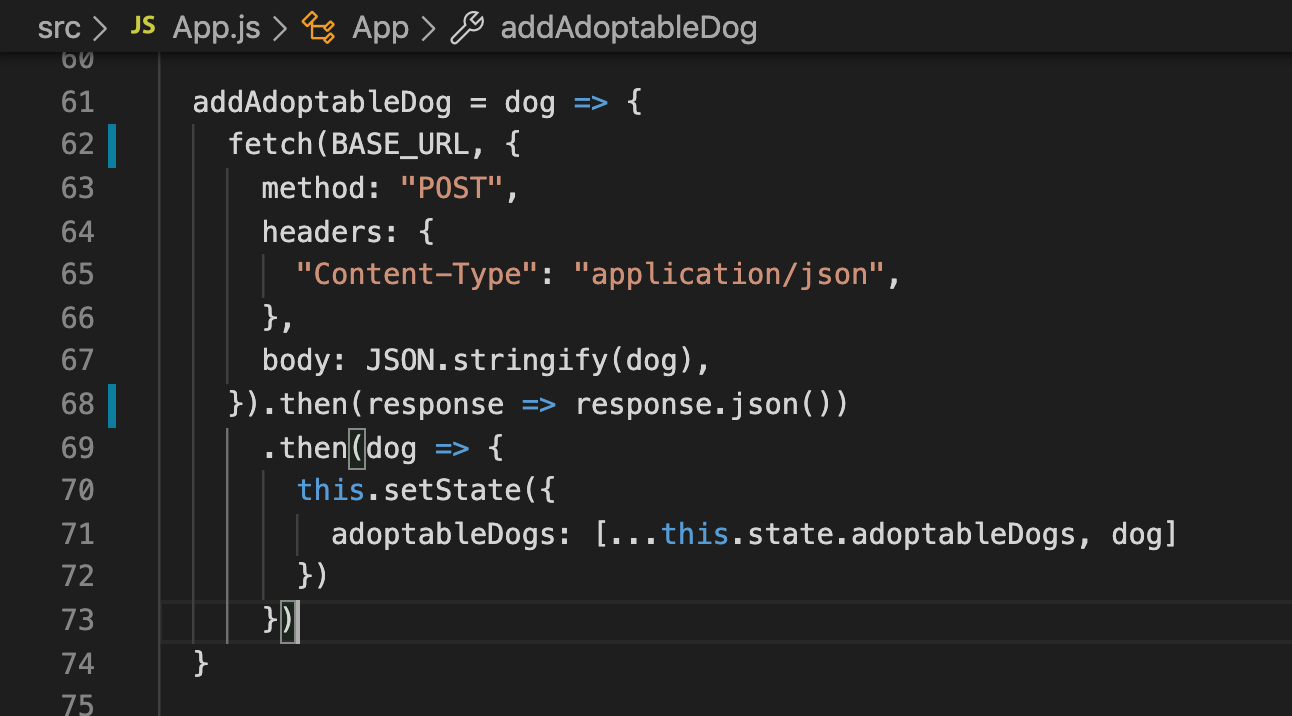 src > JS App.js > App > addAdoptableDog
60
61 addAdoptableDog = dog => {
62 fetch(BASE_URL, {
63 method: "POST",
64 headers: {
65 "Content-Type": "application/json",
66 },
67 body: JSON.stringify(dog),
68 }).then(response => response.json())
69 .then(dog => {
70 this.setState({
71 adoptableDogs: [...this.state.adoptableDogs, dog]
72 })
73 })
74 }
75